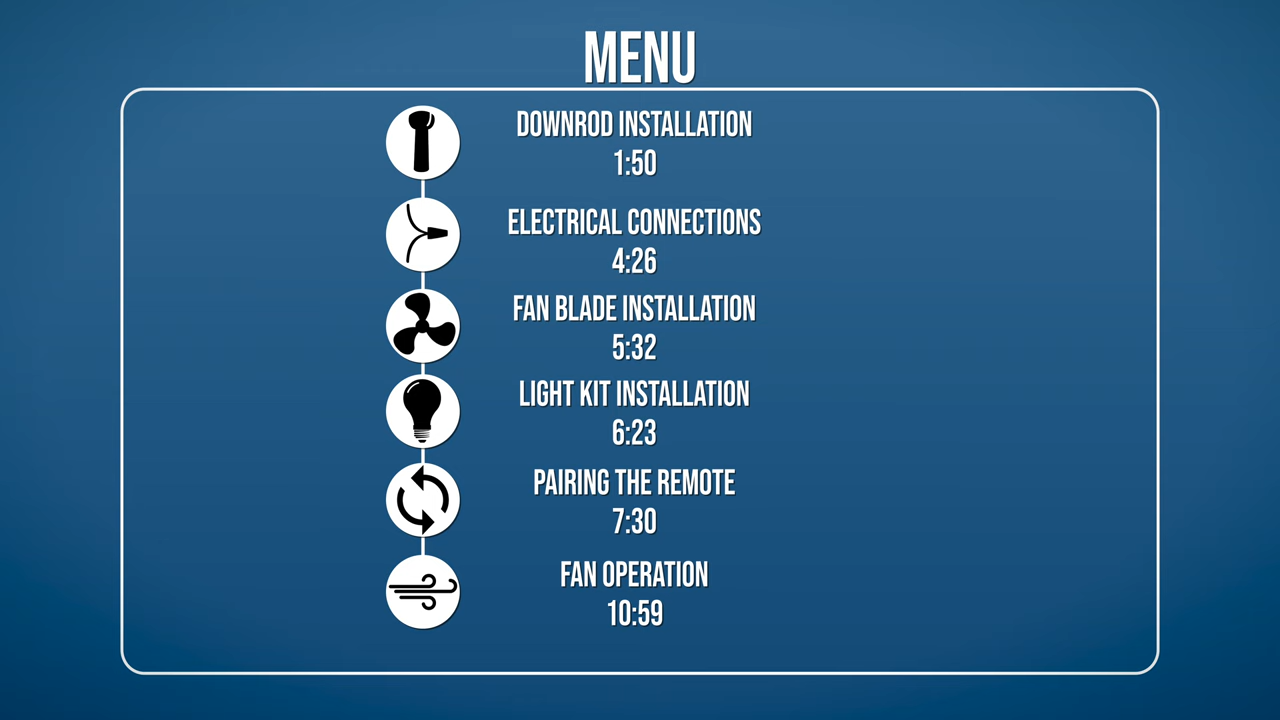 MENU
DOWNROD INSTALLATION
1:50
ELECTRICAL CONNECTIONS
4:26
FAN BLADE INSTALLATION
5:32
LIGHT KIT INSTALLATION
6:23
PAIRING THE REMOTE
7:30
FAN OPERATION
10:59